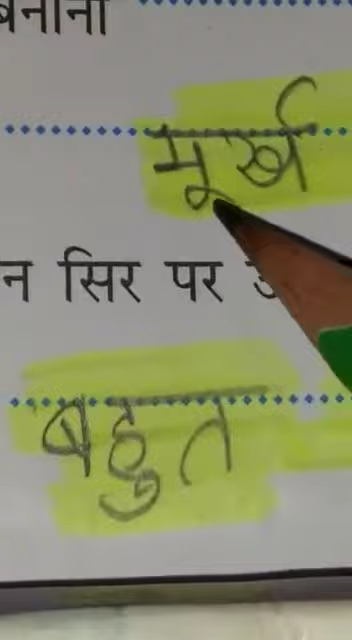 बनाना
मूर्ख
न सिर पर
बहुत